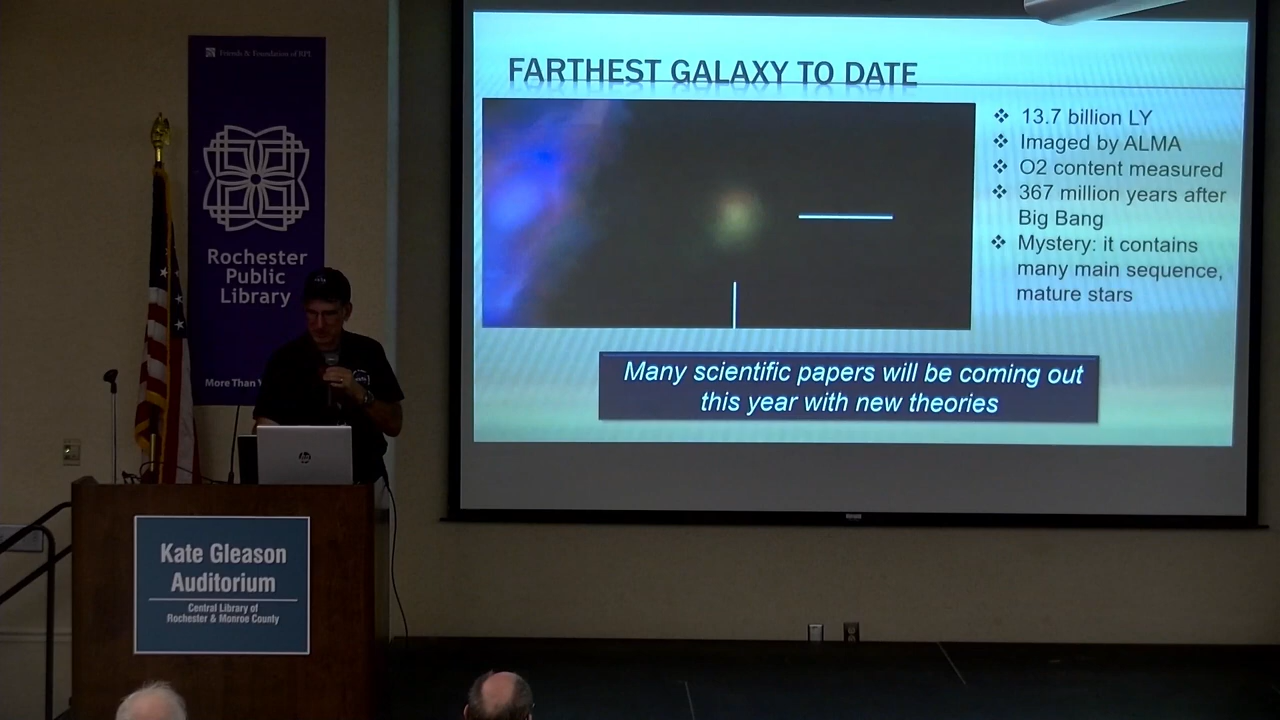 Friends & Foundation of RPL
Rochester
Public
Library
More Than
FARTHEST GALAXY TO DATE
13.7 billion LY
Imaged by ALMA
O2 content measured
367 million years after
Big Bang
Mystery: it contains
many main sequence,
mature stars
Many scientific papers will be coming out
this year with new theories
hp
Kate Gleason
Auditorium
Central Library of
Rochester & Monroe County